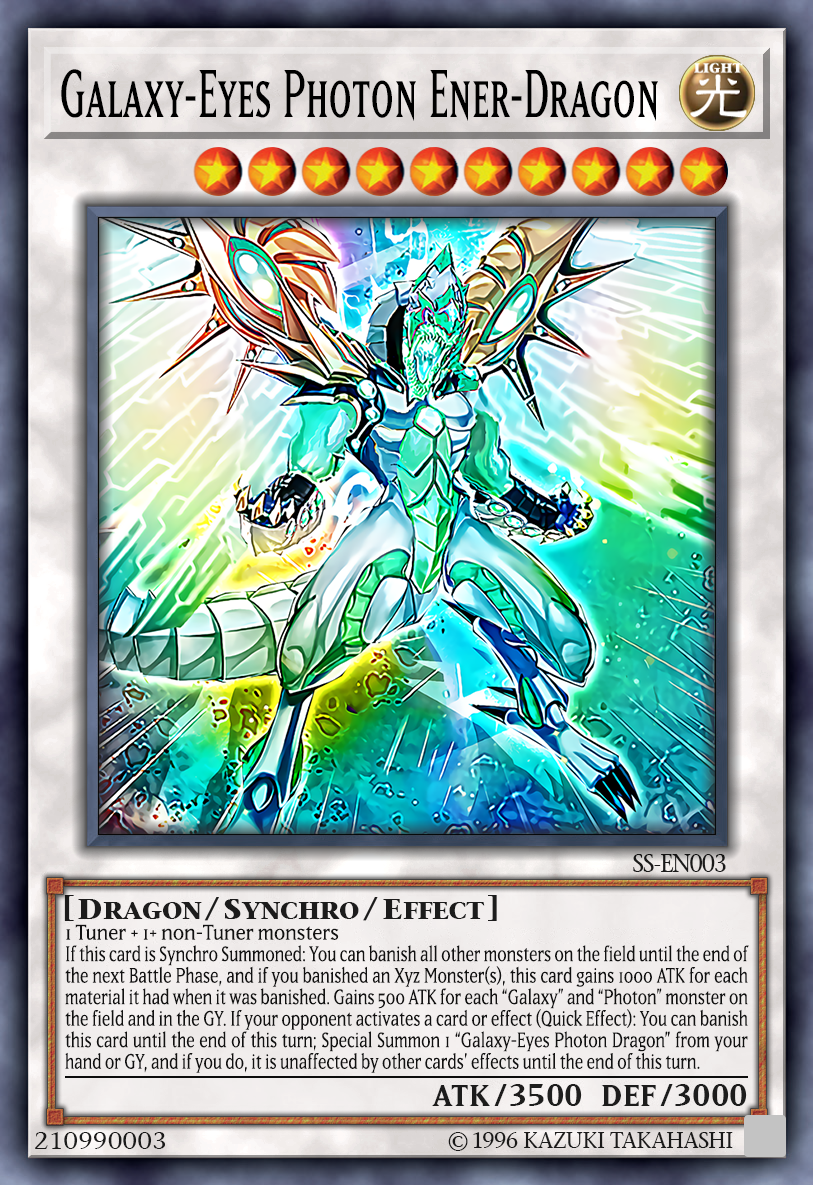 Galaxy-Eyes Photon Ener-Dragon
LIGHT
光
SS-EN003
[ Dragon / Synchro / Effect ]
1 Tuner + 1+ non-Tuner monsters
If this card is Synchro Summoned: You can banish all other monsters on the field until the end of
the next Battle Phase, and if you banished an Xyz Monster(s), this card gains 1000 ATK for each
material it had when it was banished. Gains 500 ATK for each “Galaxy” and “Photon” monster on
the field and in the GY. If your opponent activates a card or effect (Quick Effect): You can banish
this card until the end of this turn; Special Summon 1 “Galaxy-Eyes Photon Dragon” from your
hand or GY, and if you do, it is unaffected by other cards' effects until the end of this turn.
ATK/3500 DEF/3000
210990003
© 1996 KAZUKI TAKAHASHI